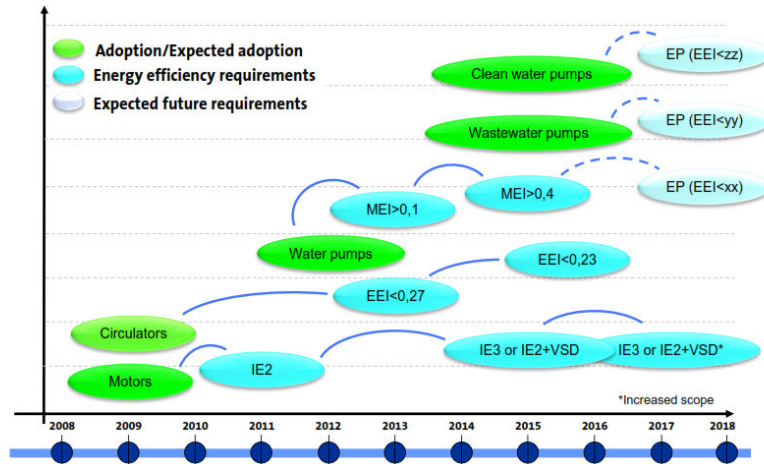 Adoption/Expected adoption
Energy efficiency requirements
Expected future requirements
Clean water pumps
EP (EEI<zz)
Wastewater pumps
EP (EEI<yy)
MEI>0,1
MEI>0,4
EP (EEI<xx)
Water pumps
EEI<0,23
EEI<0,27
Circulators
IE3 or IE2+VSD
IE3 or IE2+VSD*
Motors
IE2
*Increased scope
2008 2009 2010 2011 2012 2013 2014 2015 2016 2017 2018